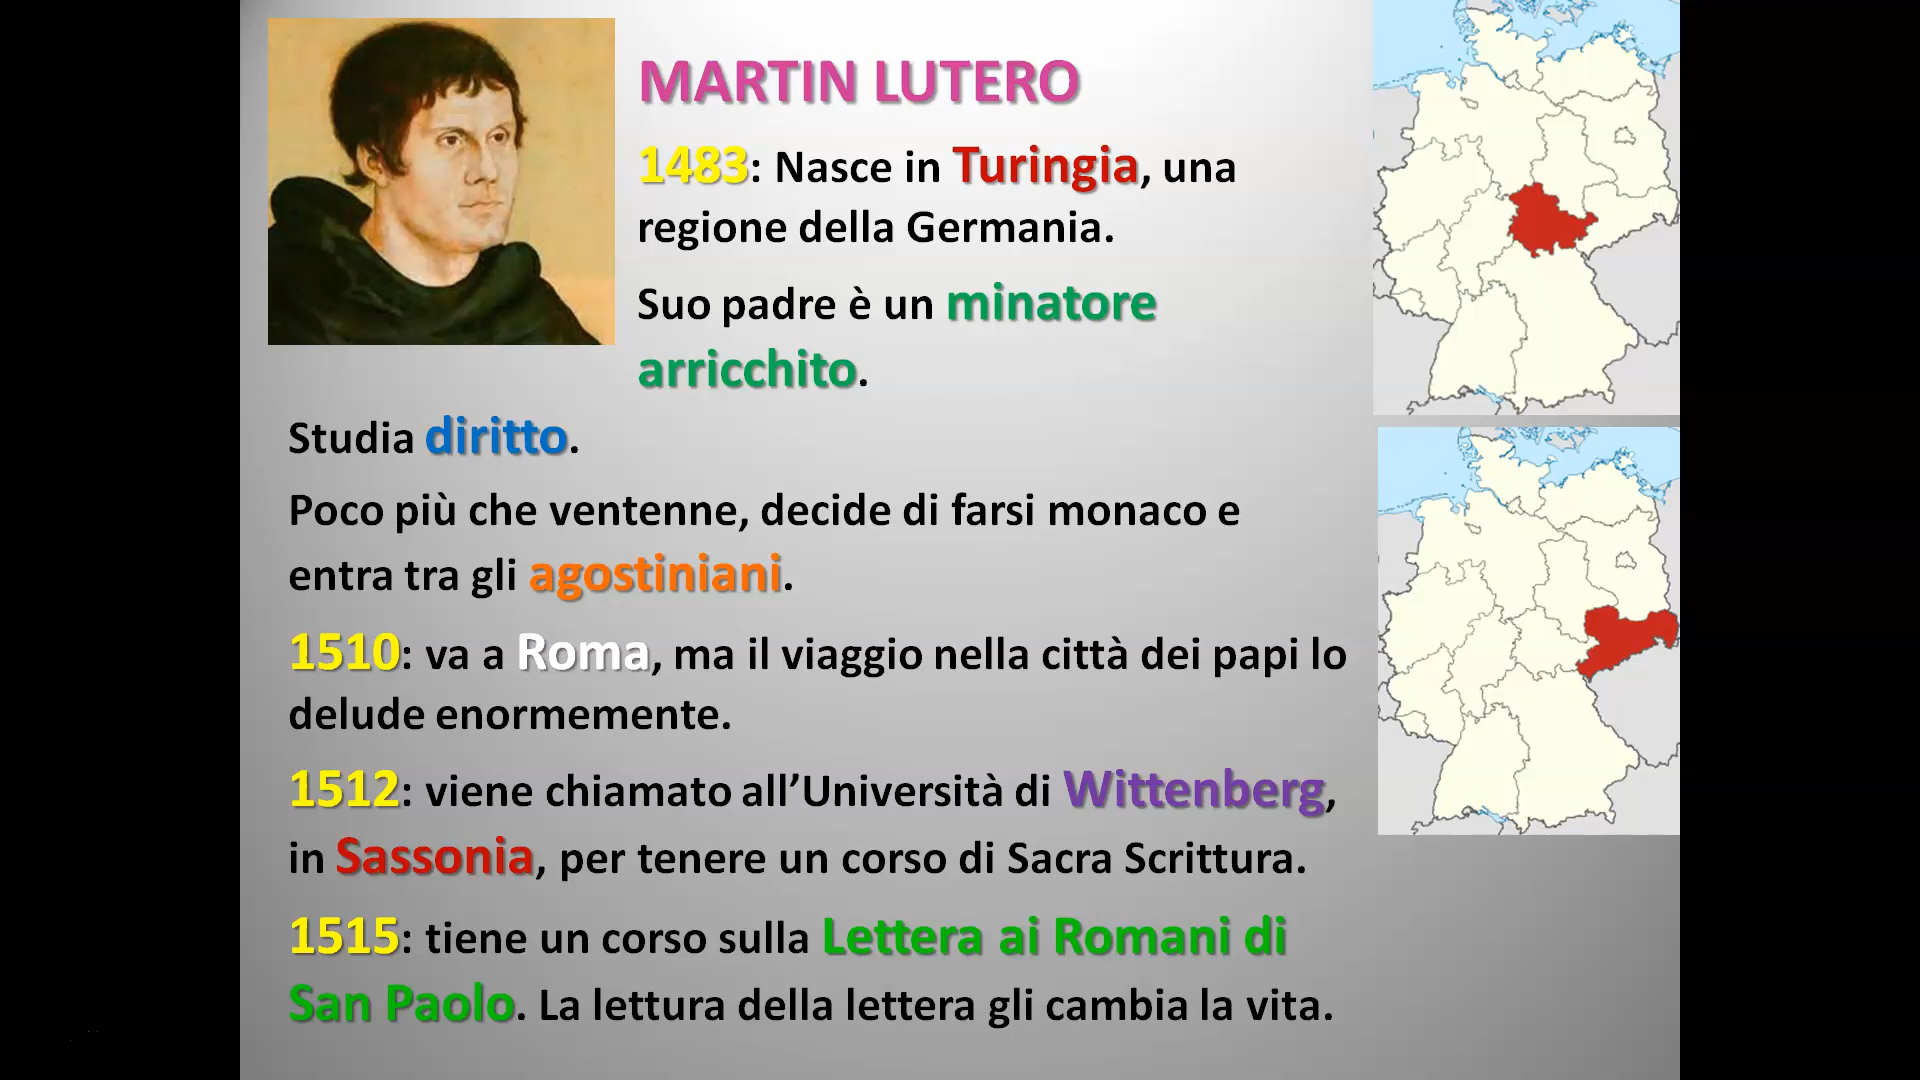 MARTIN LUTERO
1483: Nasce in Turingia, una
regione della Germania.
Suo padre è un minatore
arricchito.
Studia diritto.
Poco più che ventenne, decide di farsi monaco e
entra tra gli agostiniani.
1510: va a Roma, ma il viaggio nella città dei papi lo
delude enormemente.
1512: viene chiamato all’Università di Wittenberg,
in Sassonia, per tenere un corso di Sacra Scrittura.
1515: tiene un corso sulla Lettera ai Romani di
San Paolo. La lettura della lettera gli cambia la vita.